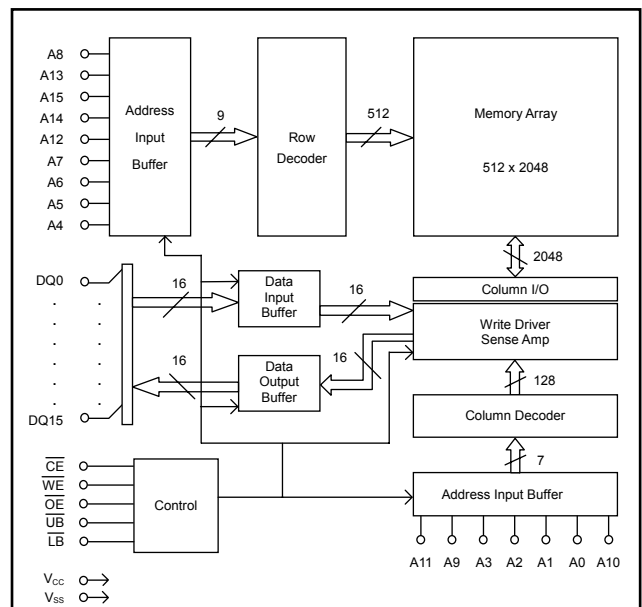 A8
A13
A15
A14
A12
A7
A6
A5
A4
Address
Input
Buffer
9
Row
Decoder
512
Memory Array
512 x 2048
2048
DQ0
DQ15
16
Data
Input
Buffer
16
Column I/O
Write Driver
Sense Amp
16
Data
Output
Buffer
16
128
Column Decoder
7
Address Input Buffer
CE
WE
OE
UB
LB
Control
A11 A9 A3 A2 A1 A0 A10
VCC
VSS